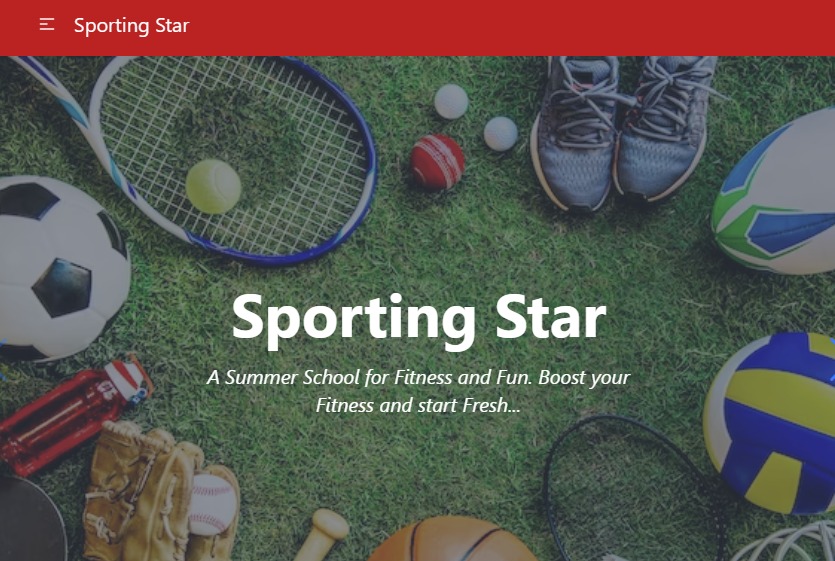 Sporting Star
Sporting Star
A Summer School for Fitness and Fun. Boost your
Fitness and start Fresh...